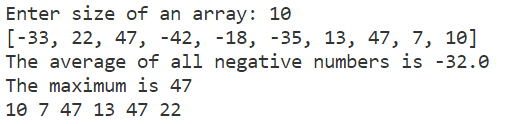 Enter size of an array: 10
[-33, 22, 47, -42, -18, -35, 13, 47, 7, 10]
The average of all negative numbers is -32.0
The maximum is 47
10 7 47 13 47 22